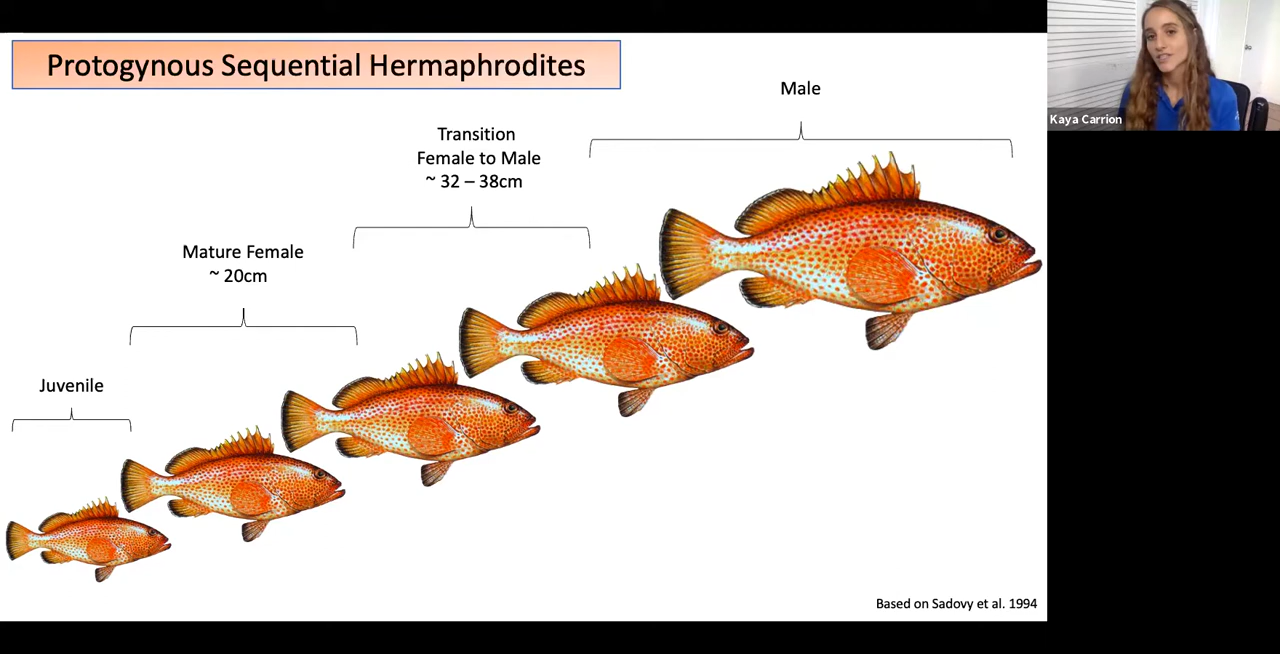 Protogynous Sequential Hermaphrodites
Kaya Carrion
Male
Transition
Female to Male
~ 32 – 38cm
Mature Female
~ 20cm
Juvenile
Based on Sadovy et al. 1994